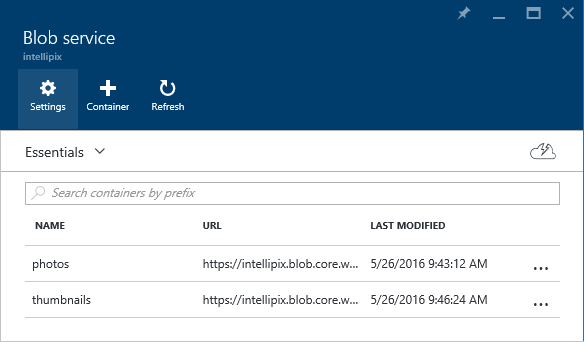 Blob service
intellipix
Settings Container Refresh
Essentials
Search containers by prefix
NAME URL LAST MODIFIED
photos https://intellipix.blob.core.w... 5/26/2016 9:43:12 AM ...
thumbnails https://intellipix.blob.core.w... 5/26/2016 9:46:24 AM ...